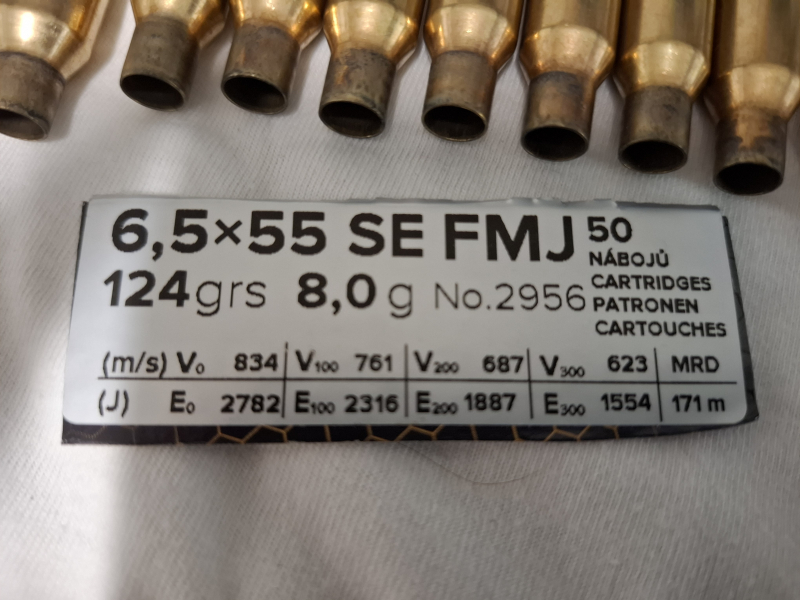 6,5×55 SE FMJ 50
NÁBOJŮ
124grs 8,0 g No.2956 CARTRIDGES
PATRONEN
CARTOUCHES
(m/s) V₀ 834 V₁₀₀ 761 V₂₀₀ 687 V₃₀₀ 623 MRD
(J) E₀ 2782 E₁₀₀ 2316 E₂₀₀ 1887 E₃₀₀ 1554 171 m